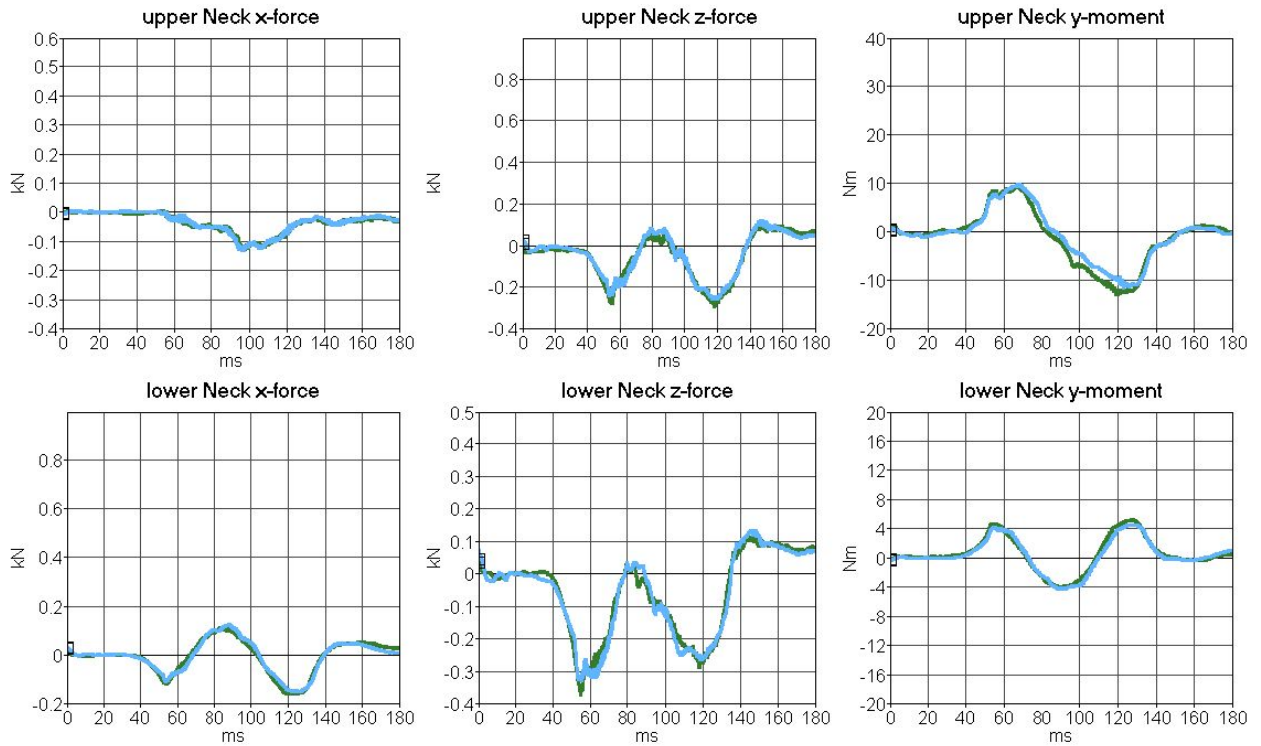 upper Neck x-force
0.6
0.5
0.4
0.3
0.2
0.1
0
-0.1
-0.2
-0.3
-0.4
kN
0 20 40 60 80 100 120 140 160 180
ms
upper Neck z-force
0.8
0.6
0.4
0.2
0
-0.2
-0.4
kN
0 20 40 60 80 100 120 140 160 180
ms
upper Neck y-moment
40
30
20
10
0
-10
-20
Nm
0 20 40 60 80 100 120 140 160 180
ms
lower Neck x-force
0.8
0.6
0.4
0.2
0
-0.2
kN
0 20 40 60 80 100 120 140 160 180
ms
lower Neck z-force
0.5
0.4
0.3
0.2
0.1
0
-0.1
-0.2
-0.3
-0.4
kN
0 20 40 60 80 100 120 140 160 180
ms
lower Neck y-moment
20
16
12
8
4
0
-4
-8
-12
-16
-20
Nm
0 20 40 60 80 100 120 140 160 180
ms